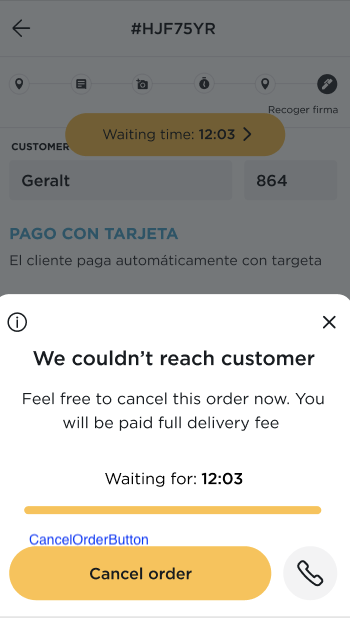 #HJF75YR
Recoger firma
Waiting time: 12:03
CUSTOMER
Geralt
864
PAGO CON TARJETA
El cliente paga automáticamente con targeta
We couldn’t reach customer
Feel free to cancel this order now. You
will be paid full delivery fee
Waiting for: 12:03
CancelOrderButton
Cancel order